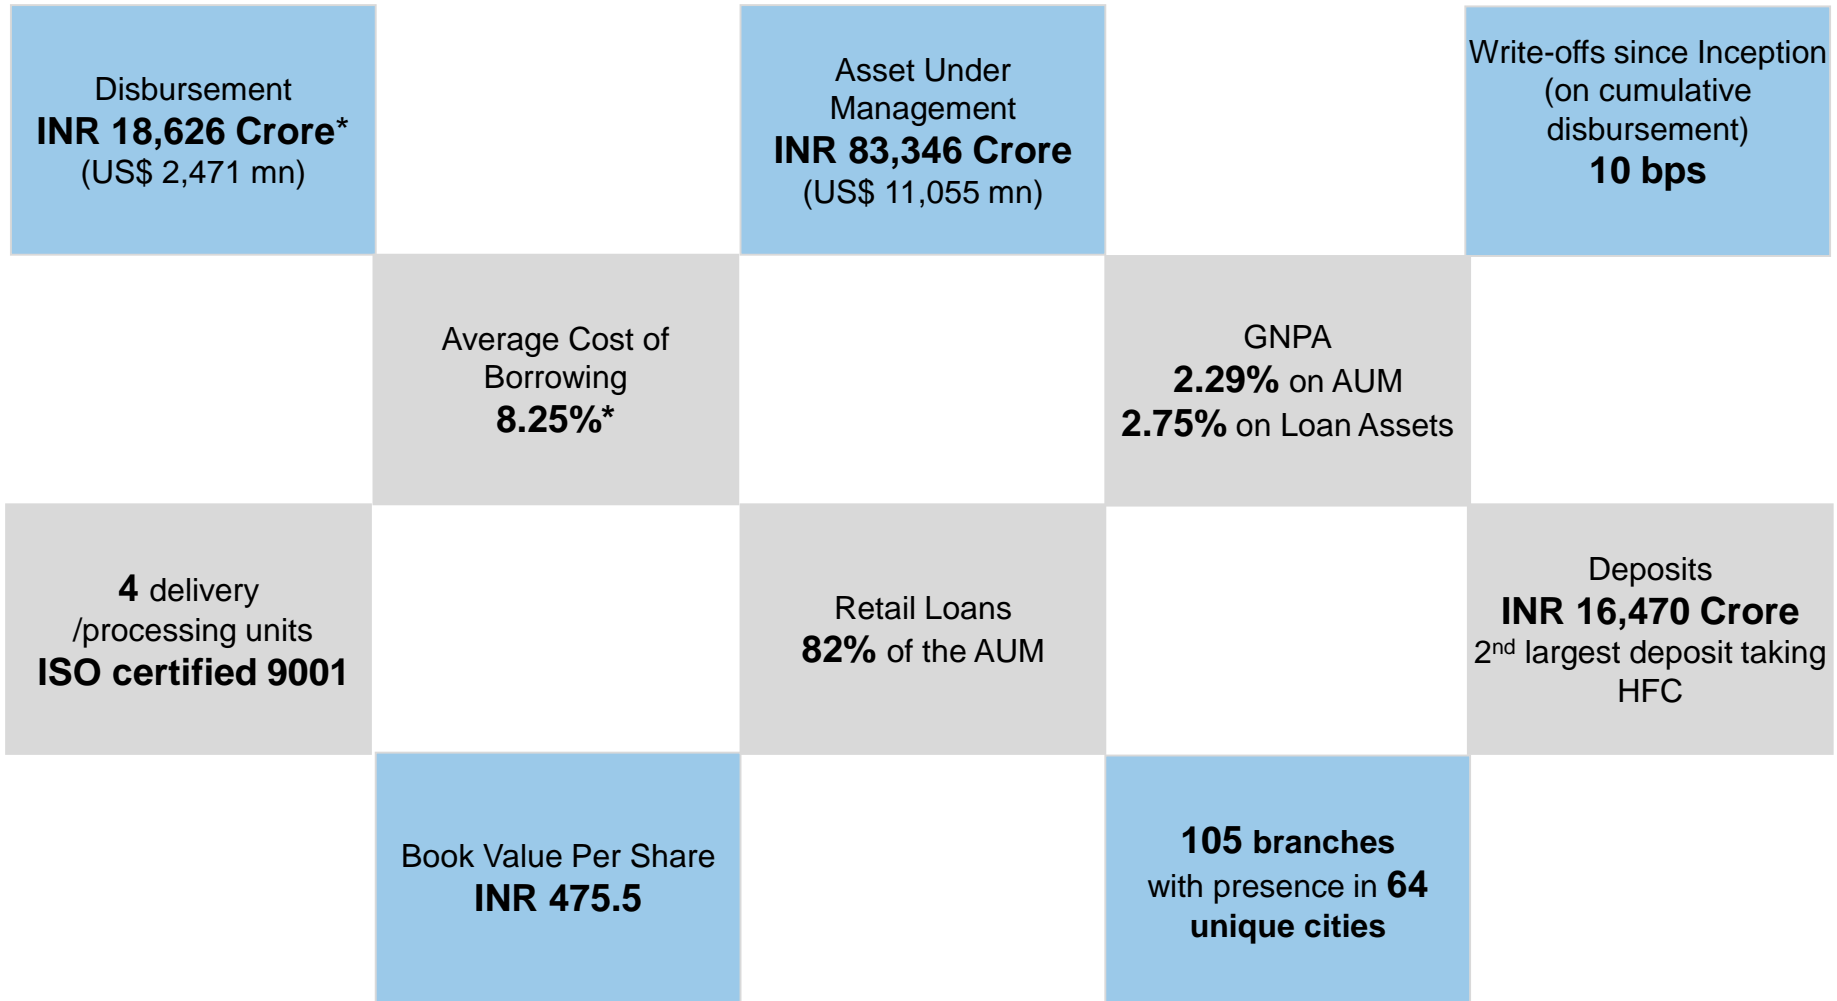 Disbursement
INR 18,626 Crore*
(US$ 2,471 mn)
Asset Under
Management
INR 83,346 Crore
(US$ 11,055 mn)
Write-offs since Inception
(on cumulative
disbursement)
10 bps
Average Cost of
Borrowing
8.25%*
GNPA
2.29% on AUM
2.75% on Loan Assets
4 delivery
/processing units
ISO certified 9001
Retail Loans
82% of the AUM
Deposits
INR 16,470 Crore
2nd largest deposit taking
HFC
Book Value Per Share
INR 475.5
105 branches
with presence in 64
unique cities